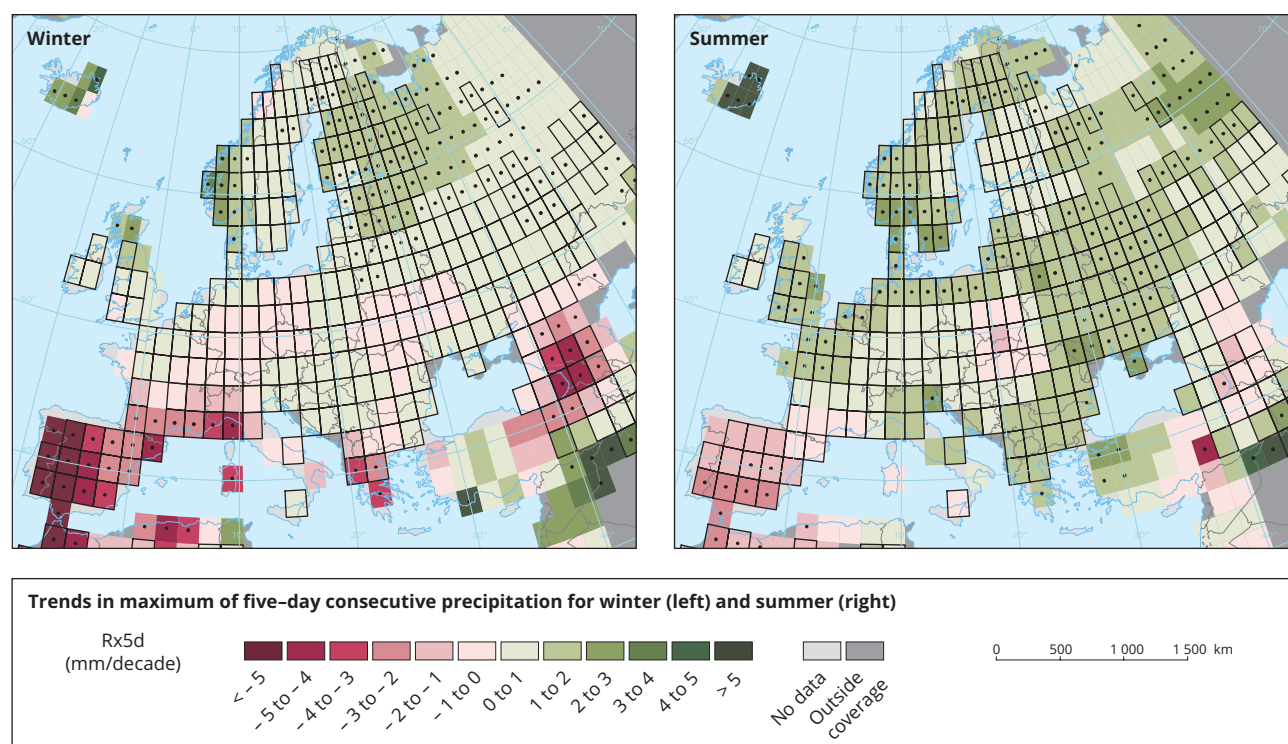 Winter
Summer
Trends in maximum of five–day consecutive precipitation for winter (left) and summer (right)
Rx5d
(mm/decade)
< – 5
– 5 to – 4
– 4 to – 3
– 3 to – 2
– 2 to – 1
– 1 to 0
0 to 1
1 to 2
2 to 3
3 to 4
4 to 5
> 5
No data
Outside
coverage
0 500 1 000 1 500 km